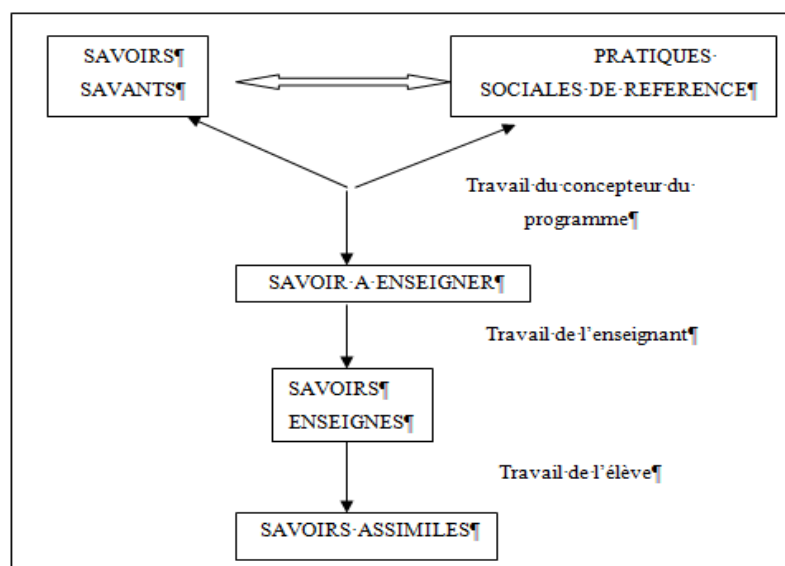 SAVOIRS¶
SAVANTS¶
PRATIQUES·
SOCIALES·DE·REFERENCE¶
Travail·du·concepteur·du·
programme¶
SAVOIR·A·ENSEIGNER¶
Travail·de·l’enseignant¶
SAVOIRS¶
ENSEIGNES¶
Travail·de·l’élève¶
SAVOIRS·ASSIMILES¶